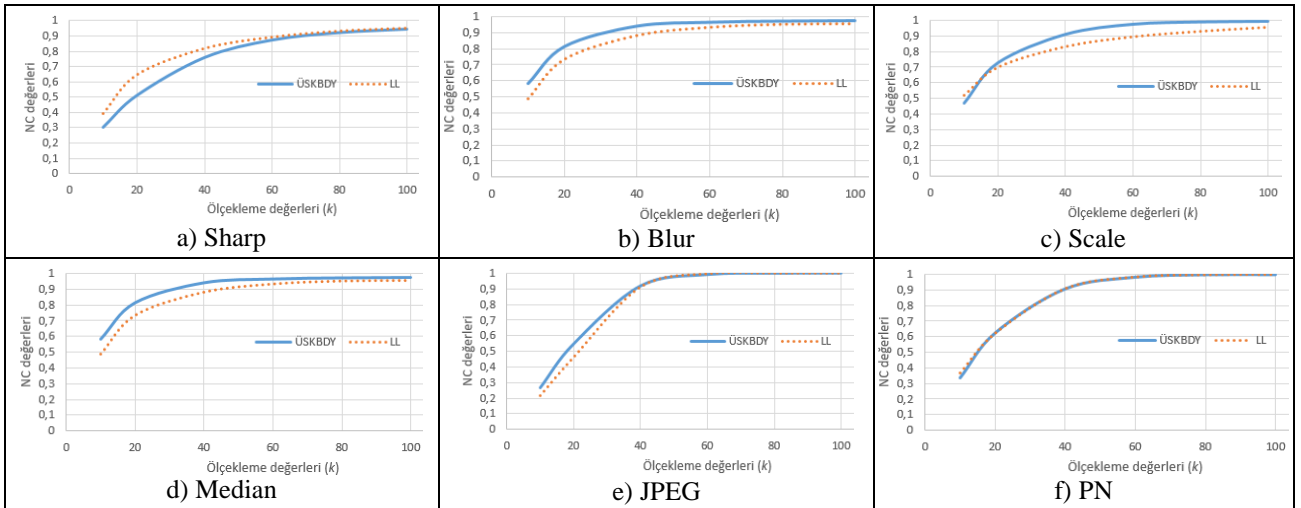 1
0,9
0,8
0,7
0,6
0,5
0,4
0,3
0,2
0,1
0
NC değerleri
ÜSKBDY LL
0 20 40 60 80 100
Ölçekleme değerleri (k)
a) Sharp
1
0,9
0,8
0,7
0,6
0,5
0,4
0,3
0,2
0,1
0
NC değerleri
ÜSKBDY LL
0 20 40 60 80 100
Ölçekleme değerleri (k)
b) Blur
1
0,9
0,8
0,7
0,6
0,5
0,4
0,3
0,2
0,1
0
NC değerleri
ÜSKBDY LL
0 20 40 60 80 100
Ölçekleme değerleri (k)
c) Scale
1
0,9
0,8
0,7
0,6
0,5
0,4
0,3
0,2
0,1
0
NC değerleri
ÜSKBDY LL
0 20 40 60 80 100
Ölçekleme değerleri (k)
d) Median
1
0,9
0,8
0,7
0,6
0,5
0,4
0,3
0,2
0,1
0
NC değerleri
ÜSKBDY LL
0 20 40 60 80 100
Ölçekleme değerleri (k)
e) JPEG
1
0,9
0,8
0,7
0,6
0,5
0,4
0,3
0,2
0,1
0
NC değerleri
ÜSKBDY LL
0 20 40 60 80 100
Ölçekleme değerleri (k)
f) PN